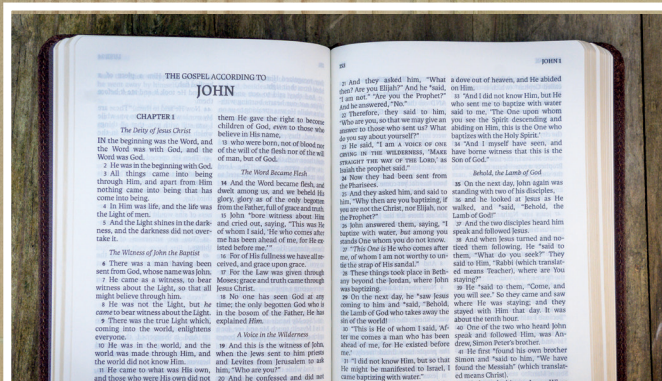 THE GOSPEL ACCORDING TO
JOHN
CHAPTER 1
The Deity of Jesus Christ
IN the beginning was the Word, and
the Word was with God, and the
Word was God.
2 He was in the beginning with God.
3 All things came into being
through Him, and apart from Him
nothing came into being that has
come into being.
4 In Him was life, and the life was
the Light of men.
5 And the Light shines in the dark-
ness, and the darkness did not over-
take it.
The Witness of John the Baptist
6 There was a man having been
sent from God, whose name was John.
7 He came as a witness, to bear
witness about the Light, so that all
might believe through him.
8 He was not the Light, but he
came to bear witness about the Light.
9 There was the true Light which,
coming into the world, enlightens
everyone.
10 He was in the world, and the
world was made through Him, and
the world did not know Him.
11 He came to what was His own,
and those who were His own did not
them He gave the right to become
children of God, even to those who
believe in His name,
13 who were born, not of blood nor
of the will of the flesh nor of the will
of man, but of God.
The Word Became Flesh
14 And the Word became flesh, and
dwelt among us, and we beheld His
glory, glory as of the only begotten
from the Father, full of grace and truth.
15 John *bore witness about Him
and cried out, saying, "This was He
of whom I said, 'He who comes after
me has been ahead of me, for He ex-
isted before me.'"
16 For of His fullness we have all re-
ceived, and grace upon grace.
17 For the Law was given through
Moses; grace and truth came through
Jesus Christ.
18 No one has seen God at any
time; the only begotten God who is
in the bosom of the Father, He has
explained Him.
A Voice in the Wilderness
19 And this is the witness of John,
when the Jews sent to him priests
and Levites from Jerusalem to ask
him, "Who are you?"
20 And he confessed and did not
JOHN 1
21 And they asked him, "What
then? Are you Elijah?" And he *said,
"I am not." "Are you the Prophet?"
And he answered, "No."
22 Therefore, they said to him,
"Who are you, so that we may give an
answer to those who sent us? What
do you say about yourself?"
23 He said, "I am A VOICE OF ONE
CRYING IN THE WILDERNESS, 'MAKE
STRAIGHT THE WAY OF THE LORD,' as
Isaiah the prophet said."
24 Now they had been sent from
the Pharisees.
25 And they asked him, and said to
him, "Why then are you baptizing, if
you are not the Christ, nor Elijah, nor
the Prophet?"
26 John answered them, saying, "I
baptize with water, but among you
stands One whom you do not know.
27 "This One is He who comes after
me, of whom I am not worthy to un-
tie the strap of His sandal."
28 These things took place in Beth-
any beyond the Jordan, where John
was baptizing.
29 On the next day, he *saw Jesus
coming to him and *said, "Behold,
the Lamb of God who takes away the
sin of the world!
30 "This is He of whom I said, 'Af-
ter me comes a man who has been
ahead of me, for He existed before
me.'
31 "I did not know Him, but so that
He might be manifested to Israel, I
came baptizing with water."
a dove out of heaven, and He abided
on Him.
33 "And I did not know Him, but He
who sent me to baptize with water
said to me, 'The One upon whom
you see the Spirit descending and
abiding on Him, this is the One who
baptizes with the Holy Spirit.'
34 "And I myself have seen, and
have borne witness that this is the
Son of God."
Behold, the Lamb of God
35 On the next day, John again was
standing with two of his disciples,
36 and he looked at Jesus as He
walked, and *said, "Behold, the
Lamb of God!"
37 And the two disciples heard him
speak and followed Jesus.
38 And when Jesus turned and no-
ticed them following, He *said to
them, "What do you seek?" They
said to Him, "Rabbi (which translat-
ed means Teacher), where are You
staying?"
39 He *said to them, "Come, and
you will see." So they came and saw
where He was staying; and they
stayed with Him that day. It was
about the tenth hour.
40 One of the two who heard John
speak and followed Him, was An-
drew, Simon Peter's brother.
41 He first *found his own brother
Simon and *said to him, "We have
found the Messiah" (which translat-
ed means Christ).